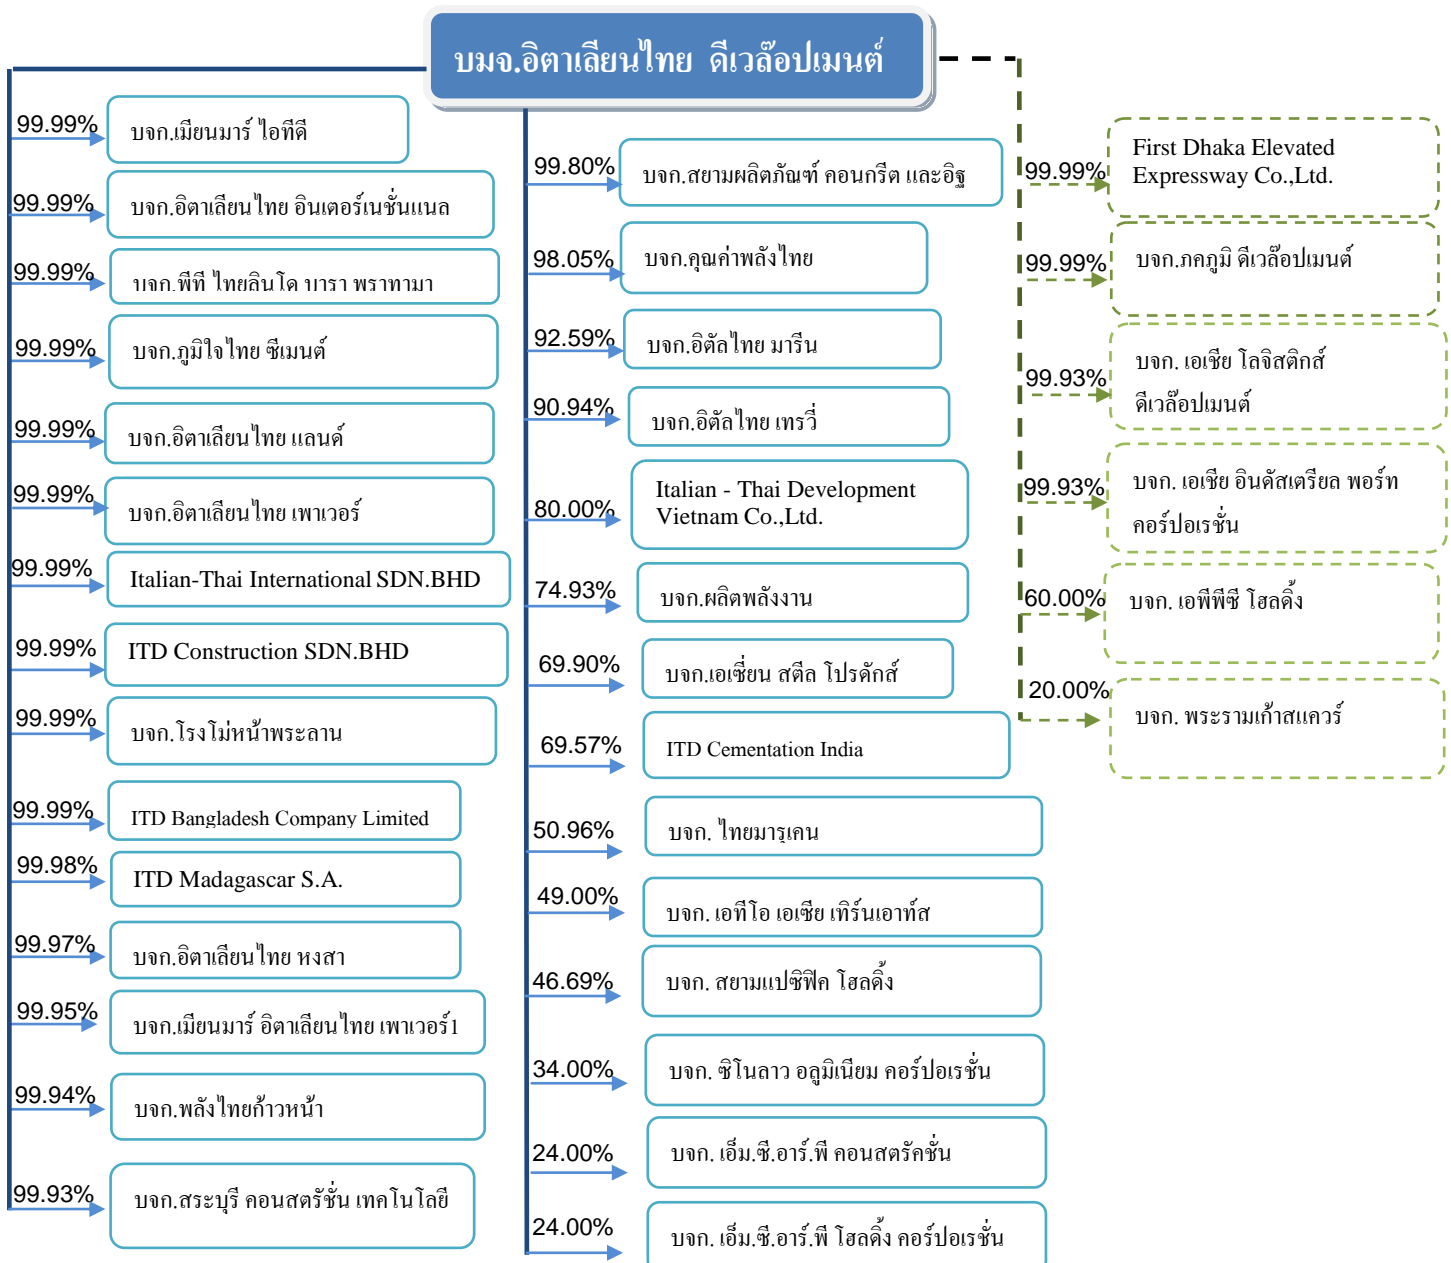 บมจ.อิตาเลียนไทย ดีเวล๊อปเมนต์
99.99%
บจก.เมียนมาร์ ไอทีดี
99.99%
บจก.อิตาเลียนไทย อินเตอร์เนชั่นแนล
99.99%
บจก.พีที ไทยลินโด บารา พราทามา
99.99%
บจก.ภูมิใจไทย ซีเมนต์
99.99%
บจก.อิตาเลียนไทย แลนด์
99.99%
บจก.อิตาเลียนไทย เพาเวอร์
99.99%
Italian-Thai International SDN.BHD
99.99%
ITD Construction SDN.BHD
99.99%
บจก.โรงโม่หน้าพระลาน
99.99%
ITD Bangladesh Company Limited
99.98%
ITD Madagascar S.A.
99.97%
บจก.อิตาเลียนไทย หงสา
99.95%
บจก.เมียนมาร์ อิตาเลียนไทย เพาเวอร์1
99.94%
บจก.พลังไทยก้าวหน้า
99.93%
บจก.สระบุรี คอนสตรัชั่น เทคโนโลยี
99.80%
บจก.สยามผลิตภัณฑ์ คอนกรีต และอิฐ
98.05%
บจก.คุณค่าพลังไทย
92.59%
บจก.อิตัลไทย มารีน
90.94%
บจก.อิตัลไทย เทรวี่
80.00%
Italian - Thai Development
Vietnam Co.,Ltd.
74.93%
บจก.ผลิตพลังงาน
69.90%
บจก.เอเซี่ยน สตีล โปรดักส์
69.57%
ITD Cementation India
50.96%
บจก. ไทยมารุเคน
49.00%
บจก. เอทีโอ เอเซีย เทิร์นเอาท์ส
46.69%
บจก. สยามแปซิฟิค โฮลดิ้ง
34.00%
บจก. ซิโนลาว อลูมิเนียม คอร์ปอเรชั่น
24.00%
บจก. เอ็ม.ซี.อาร์.พี คอนสตรัคชั่น
24.00%
บจก. เอ็ม.ซี.อาร์.พี โฮลดิ้ง คอร์ปอเรชั่น
99.99%
First Dhaka Elevated
Expressway Co.,Ltd.
99.99%
บจก.ภคภูมิ ดีเวล๊อปเมนต์
99.93%
บจก. เอเชีย โลจิสติกส์
ดีเวล๊อปเมนต์
99.93%
บจก. เอเชีย อินดัสเตรียล พอร์ท
คอร์ปอเรชั่น
60.00%
บจก. เอพีพีซี โฮลดิ้ง
20.00%
บจก. พระรามเก้าสแควร์